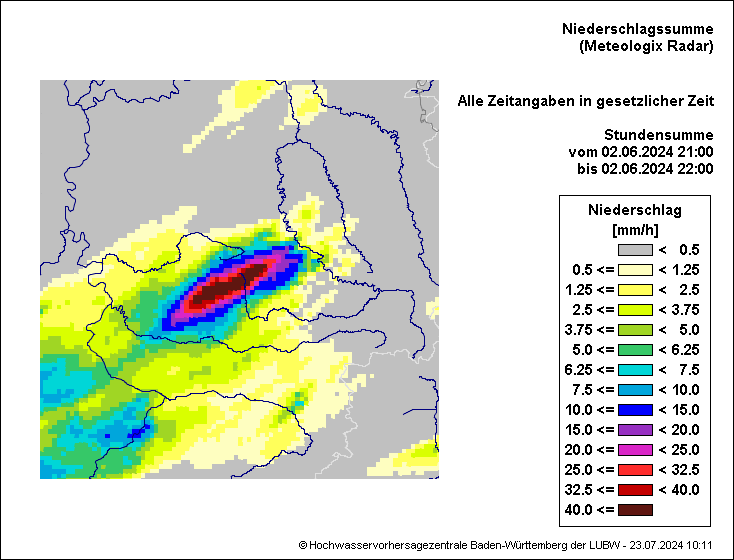 Niederschlagssumme
(Meteologix Radar)
Alle Zeitangaben in gesetzlicher Zeit
Stundensumme
vom 02.06.2024 21:00
bis 02.06.2024 22:00
Niederschlag
[mm/h]
< 0.5
0.5 <= < 1.25
1.25 <= < 2.5
2.5 <= < 3.75
3.75 <= < 5.0
5.0 <= < 6.25
6.25 <= < 7.5
7.5 <= < 10.0
10.0 <= < 15.0
15.0 <= < 20.0
20.0 <= < 25.0
25.0 <= < 32.5
32.5 <= < 40.0
40.0 <=
© Hochwasservorhersagezentrale Baden-Württemberg der LUBW - 23.07.2024 10:11